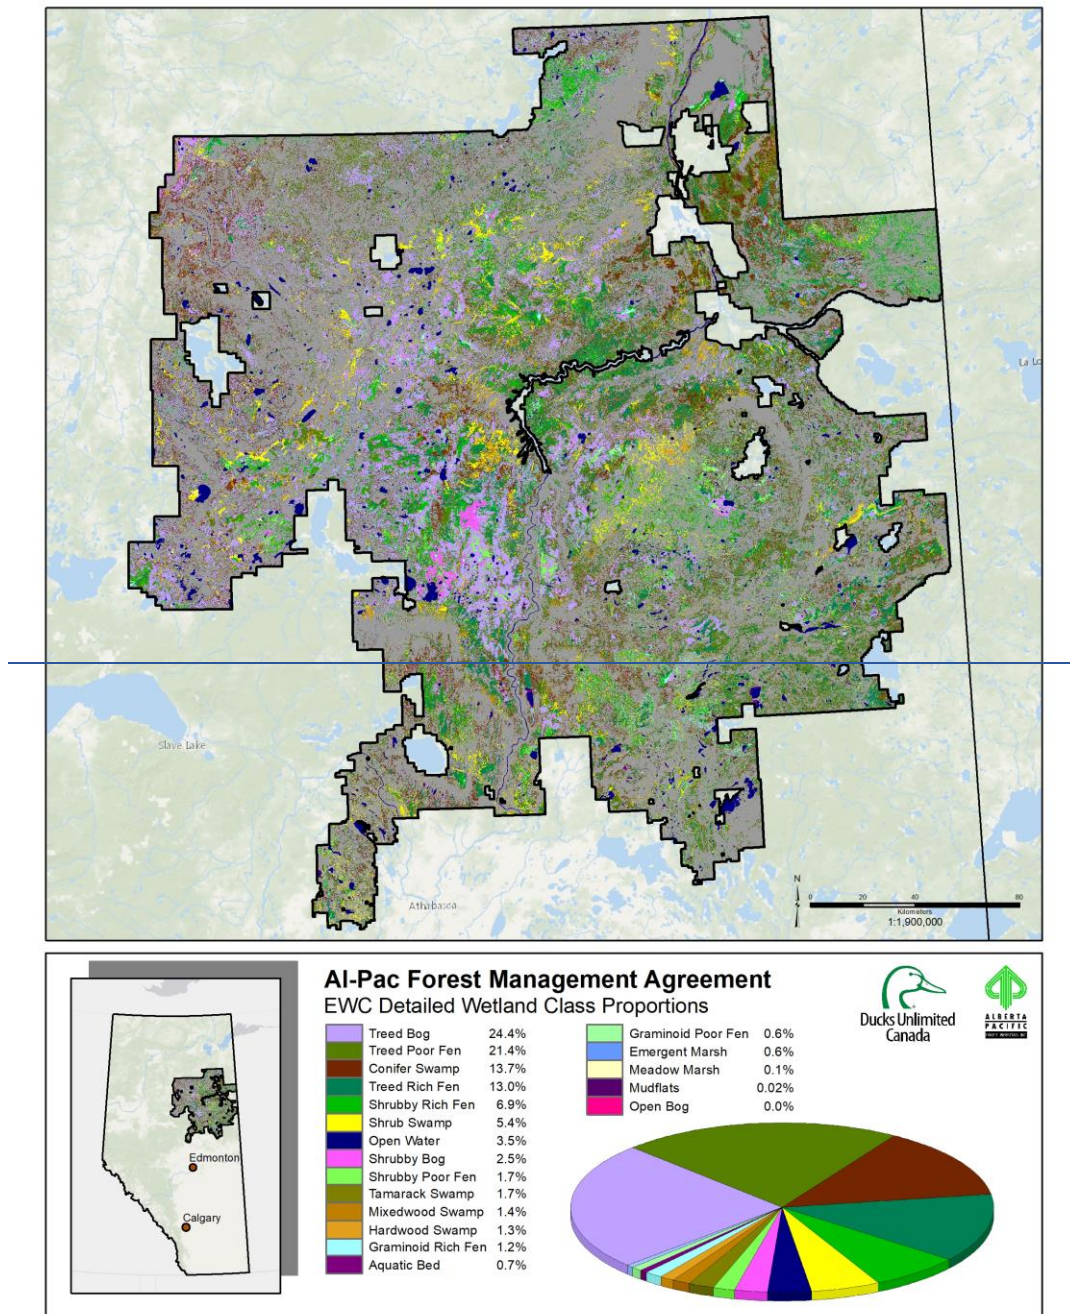 La Lo
Slave Lake
Athabasca
N
0 20 40 60 80
Kilometers
1:1,900,000
Al-Pac Forest Management Agreement
EWC Detailed Wetland Class Proportions
Treed Bog 24.4%
Treed Poor Fen 21.4%
Conifer Swamp 13.7%
Treed Rich Fen 13.0%
Shrubby Rich Fen 6.9%
Shrub Swamp 5.4%
Open Water 3.5%
Shrubby Bog 2.5%
Shrubby Poor Fen 1.7%
Tamarack Swamp 1.7%
Mixedwood Swamp 1.4%
Hardwood Swamp 1.3%
Graminoid Rich Fen 1.2%
Aquatic Bed 0.7%
Graminoid Poor Fen 0.6%
Emergent Marsh 0.6%
Meadow Marsh 0.1%
Mudflats 0.02%
Open Bog 0.0%
Ducks Unlimited
Canada
ALBERTA
PACIFIC
Edmonton
Calgary